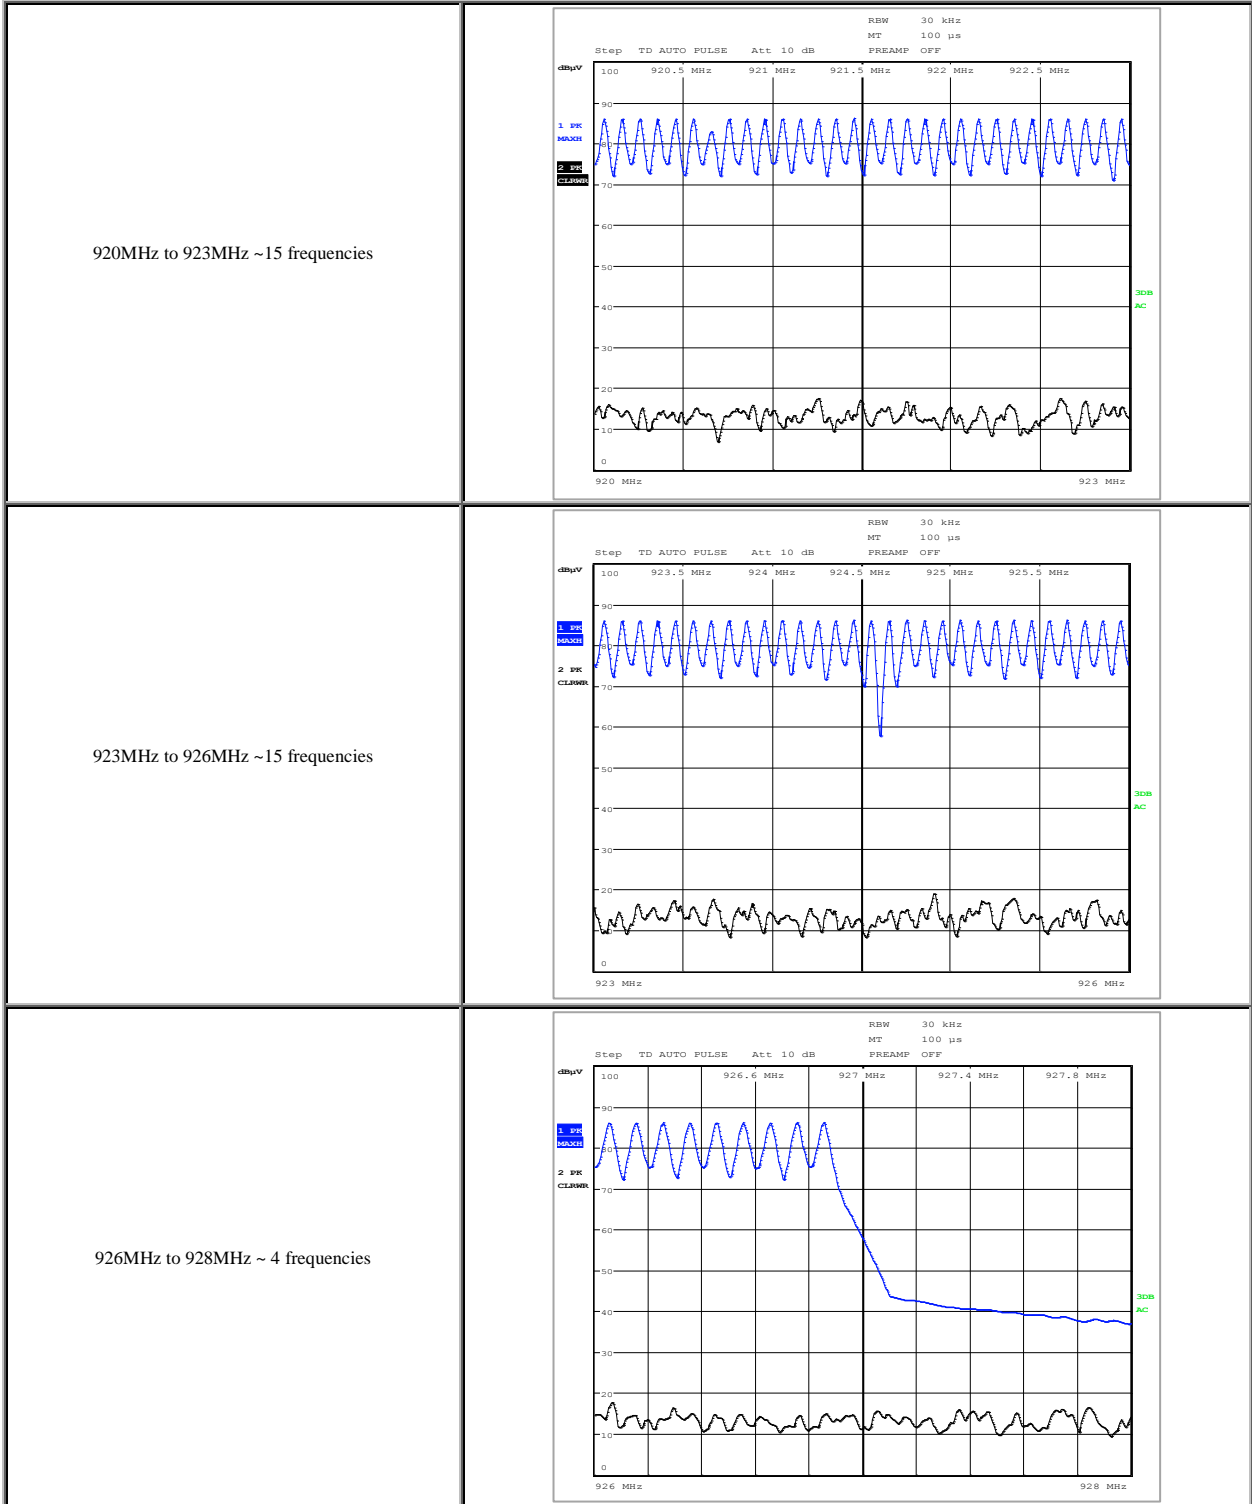 RBW 30 kHz
MT 100 µs
Step TD AUTO PULSE Att 10 dB PREAMP OFF
dBµV 100 920.5 MHz 921 MHz 921.5 MHz 922 MHz 922.5 MHz
90
1 PK
MAXH
80
2 PK
CLRWR
70
60
920MHz to 923MHz ~15 frequencies
50
3DB
40 AC
30
20
10
0
920 MHz 923 MHz
RBW 30 kHz
MT 100 µs
Step TD AUTO PULSE Att 10 dB PREAMP OFF
dBµV 100 923.5 MHz 924 MHz 924.5 MHz 925 MHz 925.5 MHz
90
1 PK
MAXH
80
2 PK
CLRWR
70
60
923MHz to 926MHz ~15 frequencies
50
3DB
40 AC
30
20
10
0
923 MHz 926 MHz
RBW 30 kHz
MT 100 µs
Step TD AUTO PULSE Att 10 dB PREAMP OFF
dBµV 100 926.6 MHz 927 MHz 927.4 MHz 927.8 MHz
90
1 PK
MAXH
80
2 PK
CLRWR
70
60
926MHz to 928MHz ~ 4 frequencies
50
3DB
40 AC
30
20
10
0
926 MHz 928 MHz